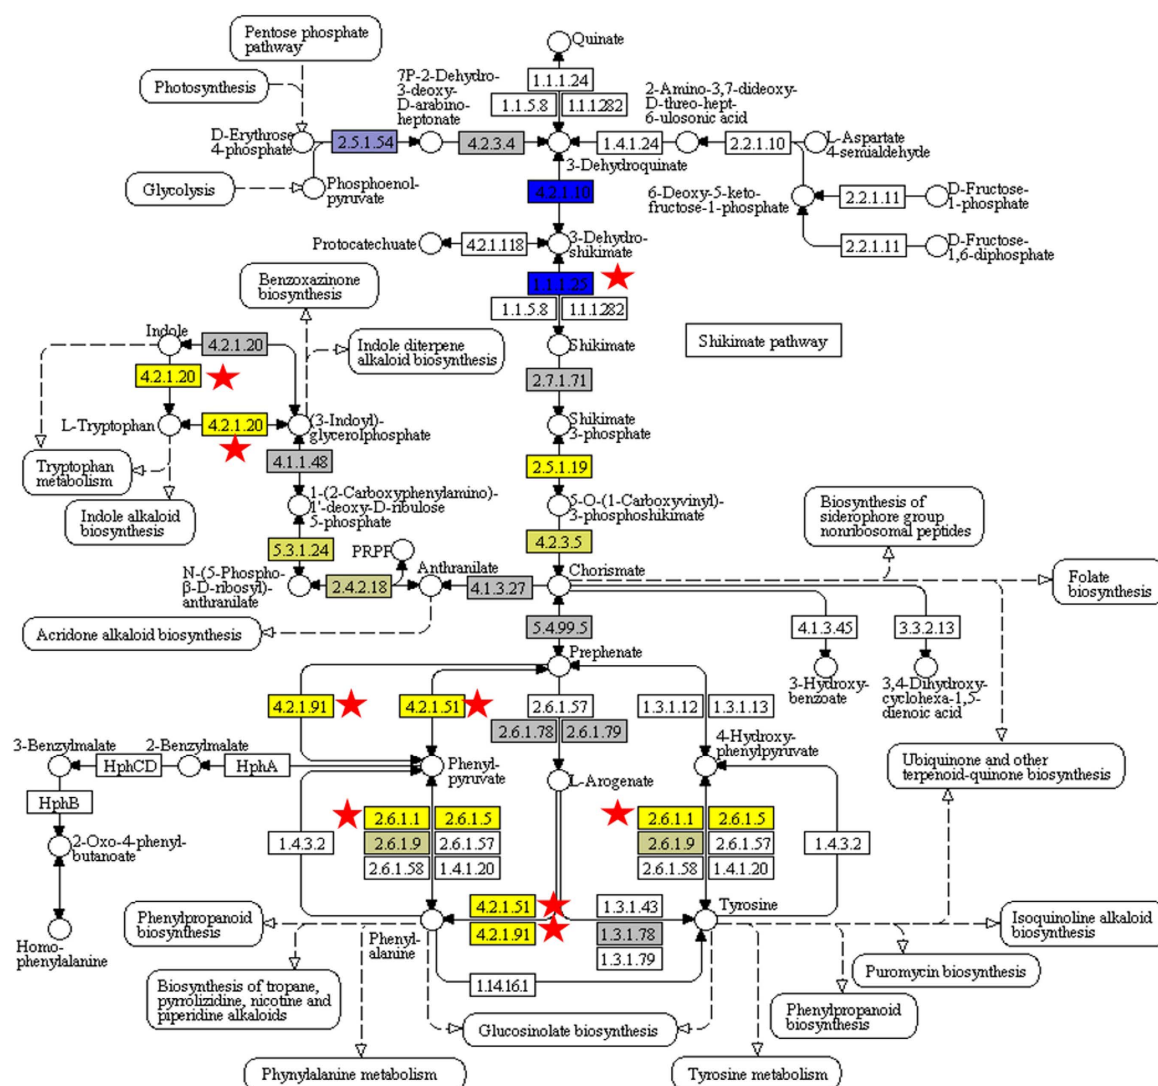 Pentose phosphate
pathway
Photosynthesis
Quinate
7P-2-Dehydro-
3-deoxy-
D-arabino-
heptonate
1.1.1.24
1.1.5.8
1.1.1282
2-Amino-3,7-dideoxy-
D-threo-hept-
6-ulosonic acid
D-Erythrose
4-phosphate
2.5.1.54
4.2.3.4
1.4.1.24
2.2.1.10
L-Aspartate
4-semialdehyde
3-Dehydroquinate
Glycolysis
Phosphoenol-
pyruvate
4.2.1.10
6-Deoxy-5-keto-
fructose-1-phosphate
2.2.1.11
D-Fructose-
1-phosphate
Protocatechuate
4.2.1.118
3-Dehydro-
shikimate
2.2.1.11
D-Fructose-
1,6-diphosphate
Benzoxazinone
biosynthesis
1.1.1.25
1.1.5.8
1.1.1282
Indole
4.2.1.20
Indole diterpene
alkaloid biosynthesis
Shikimate
Shikimate pathway
4.2.1.20
2.7.1.71
L-Tryptophan
4.2.1.20
(3-Indoyl)-
glycerolphosphate
Shikimate
3-phosphate
Tryptophan
metabolism
4.1.1.48
2.5.1.19
Indole alkaloid
biosynthesis
1-(2-Carboxyphenylamino)-
1'-deoxy-D-ribulose
5-phosphate
5-O-(1-Carboxyvinyl)-
3-phosphoshikimate
Biosynthesis of
siderophore group
nonribosomal peptides
5.3.1.24
PRPP
4.2.3.5
N-(5-Phospho-
β-D-ribosyl)-
anthranilate
2.4.2.18
Anthranilate
4.1.3.27
Chorismate
Folate
biosynthesis
Acridone alkaloid biosynthesis
5.4.99.5
4.1.3.45
3.3.2.13
Prephenate
3-Hydroxy-
benzoate
3,4-Dihydroxy-
cyclohexa-1,5-
dienoic acid
4.2.1.91
4.2.1.51
2.6.1.57
1.3.1.12
1.3.1.13
2.6.1.78
2.6.1.79
3-Benzylmalate
2-Benzylmalate
4-Hydroxy-
phenylpyruvate
HphCD
HphA
Phenyl-
pyruvate
L-Arogenate
Ubiquinone and other
terpenoid-quinone biosynthesis
HphB
2-Oxo-4-phenyl-
butanoate
1.4.3.2
2.6.1.1
2.6.1.5
2.6.1.9
2.6.1.57
2.6.1.58
1.4.1.20
2.6.1.1
2.6.1.5
2.6.1.9
2.6.1.57
2.6.1.58
1.4.1.20
1.4.3.2
Phenylpropanoid
biosynthesis
4.2.1.51
4.2.1.91
1.3.1.43
1.3.1.78
1.3.1.79
Tyrosine
Isoquinoline alkaloid
biosynthesis
Homo-
phenylalanine
Phenyl-
alanine
Puromycin biosynthesis
Biosynthesis of tropane,
pyrrolizidine, nicotine and
piperidine alkaloids
1.14.16.1
Phenylpropanoid
biosynthesis
Glucosinolate biosynthesis
Phynylalanine metabolism
Tyrosine metabolism